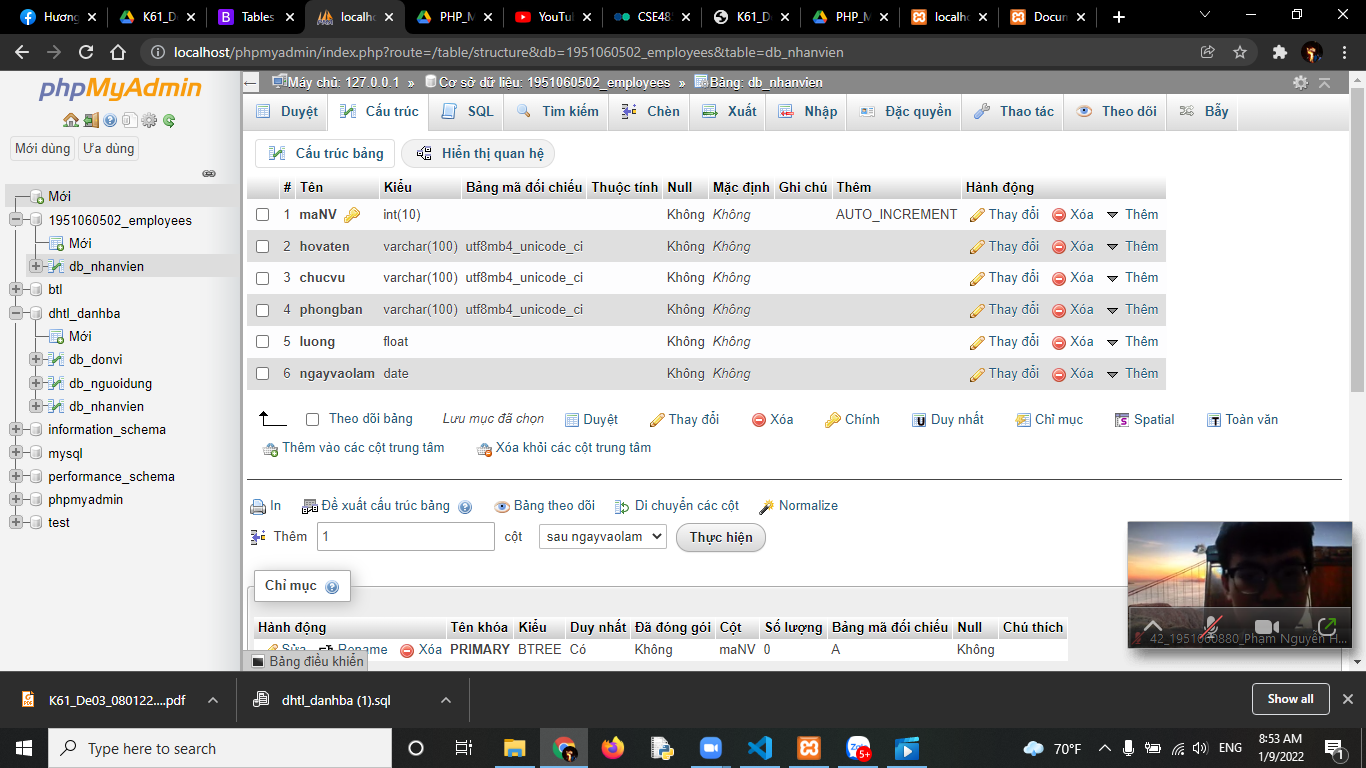 Hương
K61_De
Tables
localho
PHP_M
YouTub
CSE485
K61_De
PHP_M
localho
Docum
localhost/phpmyadmin/index.php?route=/table/structure&db=1951060502_employees&table=db_nhanvien
phpMyAdmin
Mới dùng Ưa dùng
Mới
1951060502_employees
Mới
db_nhanvien
btl
dhtl_danhba
Mới
db_donvi
db_nguoidung
db_nhanvien
information_schema
mysql
performance_schema
phpmyadmin
test
Máy chủ: 127.0.0.1 » Cơ sở dữ liệu: 1951060502_employees » Bảng: db_nhanvien
Duyệt Cấu trúc SQL Tìm kiếm Chèn Xuất Nhập Đặc quyền Thao tác Theo dõi Bẫy
Cấu trúc bảng Hiển thị quan hệ
# Tên Kiểu Bảng mã đối chiếu Thuộc tính Null Mặc định Ghi chú Thêm Hành động
1 maNV int(10) Không Không AUTO_INCREMENT Thay đổi Xóa Thêm
2 hovaten varchar(100) utf8mb4_unicode_ci Không Không Thay đổi Xóa Thêm
3 chucvu varchar(100) utf8mb4_unicode_ci Không Không Thay đổi Xóa Thêm
4 phongban varchar(100) utf8mb4_unicode_ci Không Không Thay đổi Xóa Thêm
5 luong float Không Không Thay đổi Xóa Thêm
6 ngayvaolam date Không Không Thay đổi Xóa Thêm
Theo dõi bảng Lưu mục đã chọn Duyệt Thay đổi Xóa Chính Duy nhất Chỉ mục Spatial Toàn văn
Thêm vào các cột trung tâm Xóa khỏi các cột trung tâm
In Đề xuất cấu trúc bảng Bảng theo dõi Di chuyển các cột Normalize
Thêm 1 cột sau ngayvaolam Thực hiện
Chỉ mục
Hành động Tên khóa Kiểu Duy nhất Đã đóng gói Cột Số lượng Bảng mã đối chiếu Null Chú thích
Sửa Rename Xóa PRIMARY BTREE Có Không maNV 0 A Không
Bảng điều khiển
42_1951060880_Phạm Nguyên H...
K61_De03_080122....pdf
dhtl_danhba (1).sql
Show all
Type here to search
70°F
ENG
8:53 AM
1/9/2022
5+
1